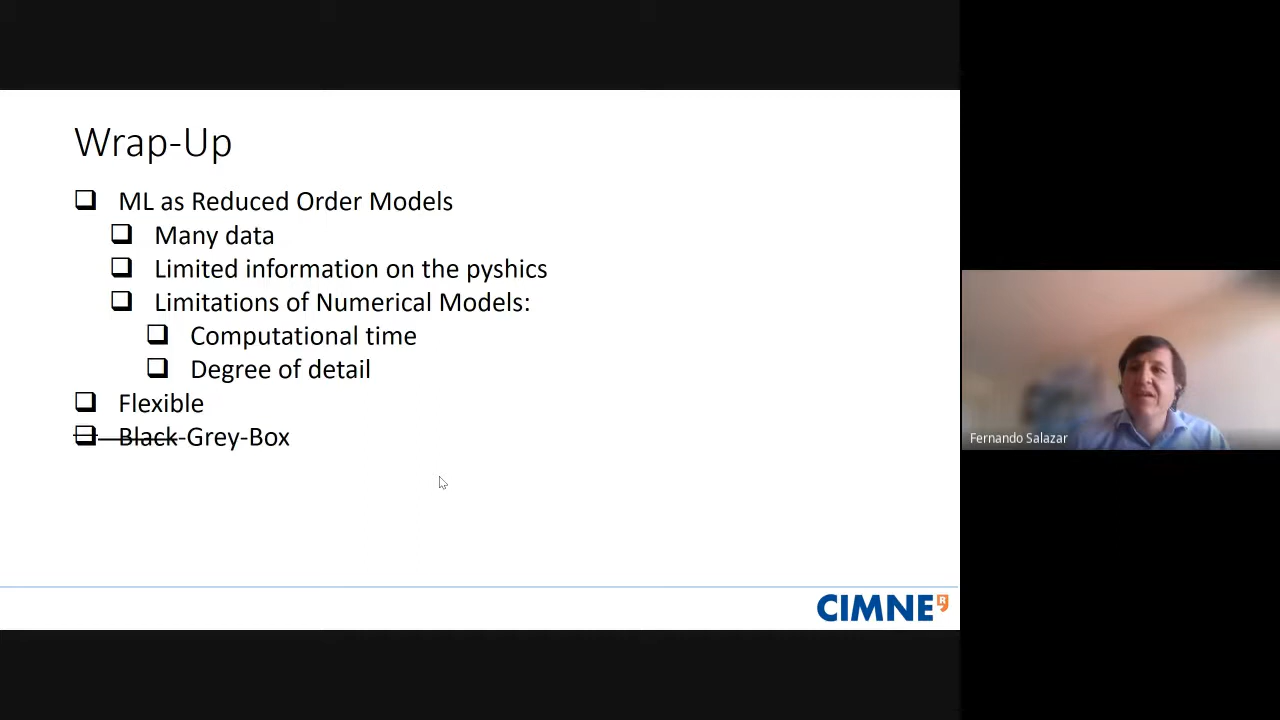 Wrap-Up
ML as Reduced Order Models
Many data
Limited information on the pyshics
Limitations of Numerical Models:
Computational time
Degree of detail
Flexible
Black-Grey-Box
Fernando Salazar
CIMNE R